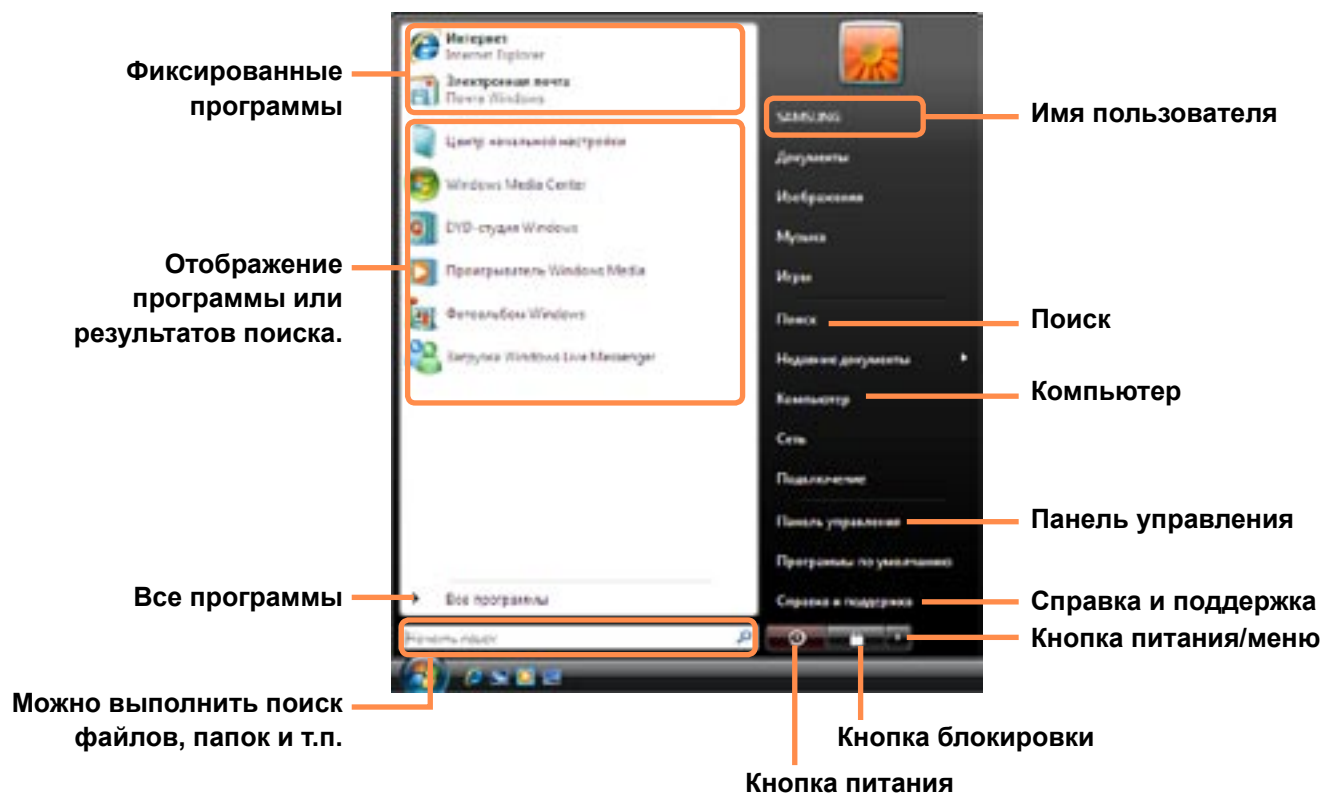 Фиксированные
программы
Отображение
программы или
результатов поиска.
Все программы
Можно выполнить поиск
файлов, папок и т.п.
Интернет
Internet Explorer
Электронная почта
Почта Windows
Центр начальной настройки
Windows Media Center
DVD-студия Windows
Проигрыватель Windows Media
Фотоальбом Windows
Загрузка Windows Live Messenger
Все программы
Начать поиск
SAMSUNG
Документы
Изображения
Музыка
Игры
Поиск
Недавние документы
Компьютер
Сеть
Подключение
Панель управления
Программы по умолчанию
Справка и поддержка
Имя пользователя
Поиск
Компьютер
Панель управления
Справка и поддержка
Кнопка питания/меню
Кнопка блокировки
Кнопка питания